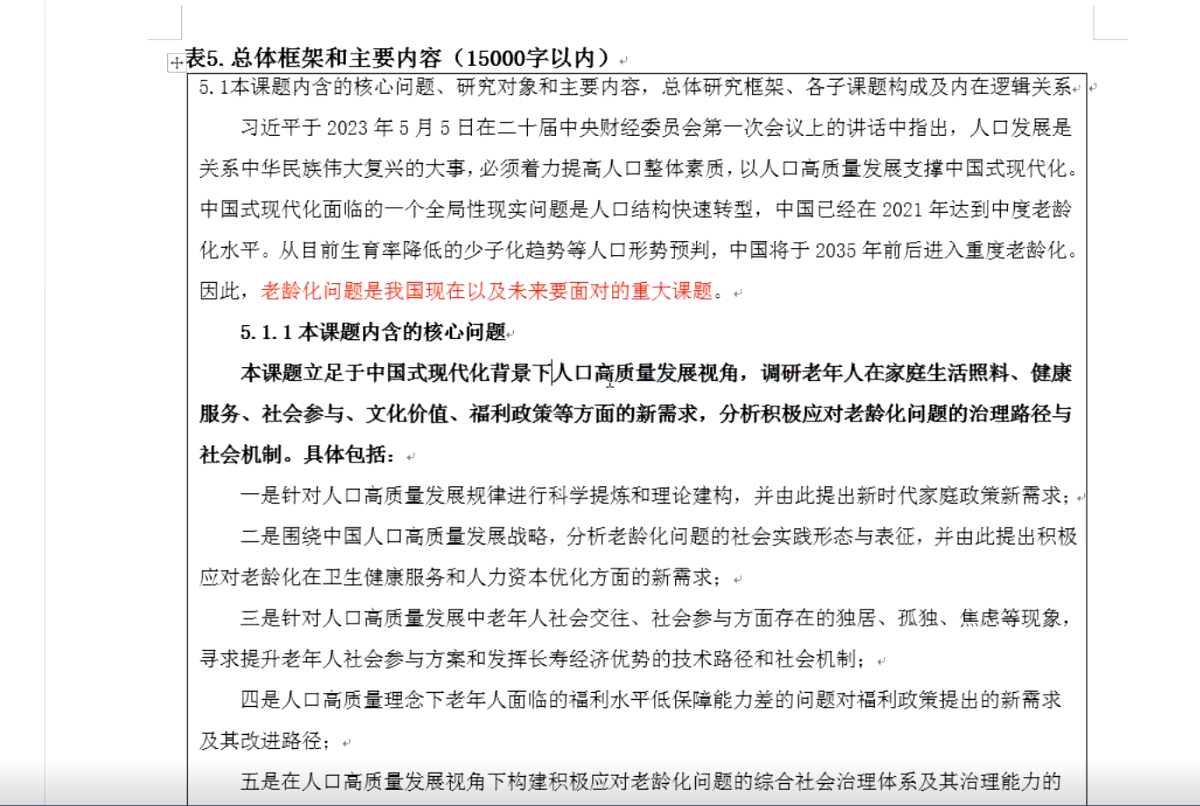 表5.总体框架和主要内容（15000字以内）
5.1本课题内含的核心问题、研究对象和主要内容，总体研究框架、各子课题构成及内在逻辑关系
习近平于2023年5月5日在二十届中央财经委员会第一次会议上的讲话中指出，人口发展是
关系中华民族伟大复兴的大事，必须着力提高人口整体素质，以人口高质量发展支撑中国式现代化。
中国式现代化面临的一个全局性现实问题是人口结构快速转型，中国已经在2021年达到中度老龄
化水平。从目前生育率降低的少子化趋势等人口形势预判，中国将于2035年前后进入重度老龄化。
因此，老龄化问题是我国现在以及未来要面对的重大课题。
5.1.1本课题内含的核心问题
本课题立足于中国式现代化背景下人口高质量发展视角，调研老年人在家庭生活照料、健康
服务、社会参与、文化价值、福利政策等方面的新需求，分析积极应对老龄化问题的治理路径与
社会机制。具体包括：
一是针对人口高质量发展规律进行科学提炼和理论建构，并由此提出新时代家庭政策新需求；
二是围绕中国人口高质量发展战略，分析老龄化问题的社会实践形态与表征，并由此提出积极
应对老龄化在卫生健康服务和人力资本优化方面的新需求；
三是针对人口高质量发展中老年人社会交往、社会参与方面存在的独居、孤独、焦虑等现象，
寻求提升老年人社会参与方案和发挥长寿经济优势的技术路径和社会机制；
四是人口高质量理念下老年人面临的福利水平低保障能力差的问题对福利政策提出的新需求
及其改进路径；
五是在人口高质量发展视角下构建积极应对老龄化问题的综合社会治理体系及其治理能力的